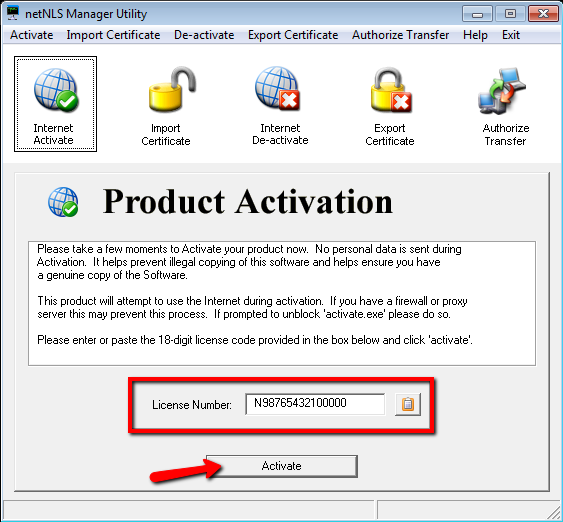 netNLS Manager Utility
Activate Import Certificate De-activate Export Certificate Authorize Transfer Help Exit
Internet Activate
Import Certificate
Internet De-activate
Export Certificate
Authorize Transfer
Product Activation
Please take a few moments to Activate your product now. No personal data is sent during
Activation. It helps prevent illegal copying of this software and helps ensure you have
a genuine copy of the Software.
This product will attempt to use the Internet during activation. If you have a firewall or proxy
server this may prevent this process. If prompted to unblock 'activate.exe' please do so.
Please enter or paste the 18-digit license code provided in the box below and click 'activate'.
License Number: N98765432100000
Activate